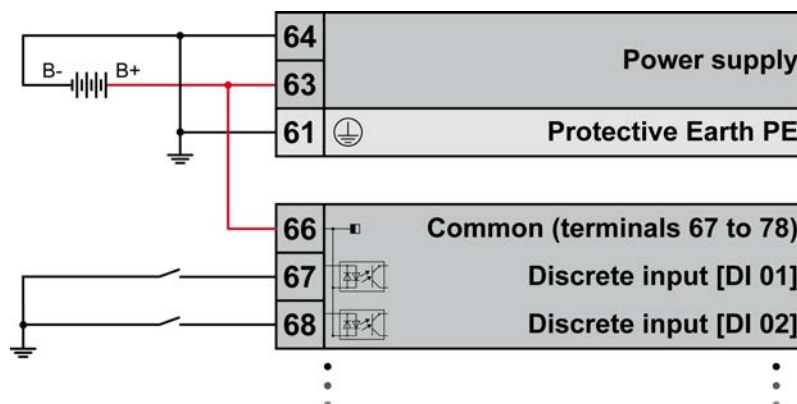 64 Power supply
B- B+
63
61 Protective Earth PE
66 Common (terminals 67 to 78)
67 Discrete input [DI 01]
68 Discrete input [DI 02]